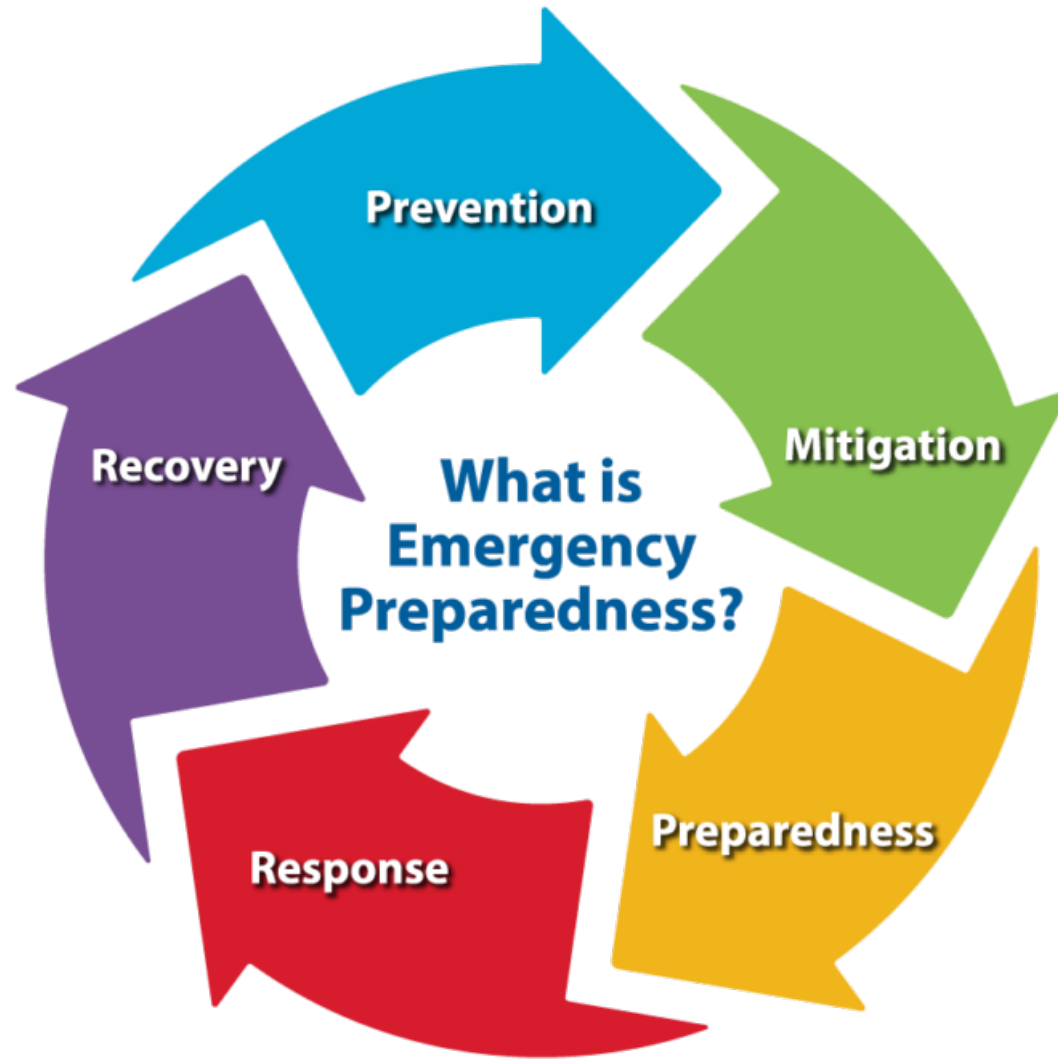 Prevention
Mitigation
Recovery
What is
Emergency
Preparedness?
Preparedness
Response